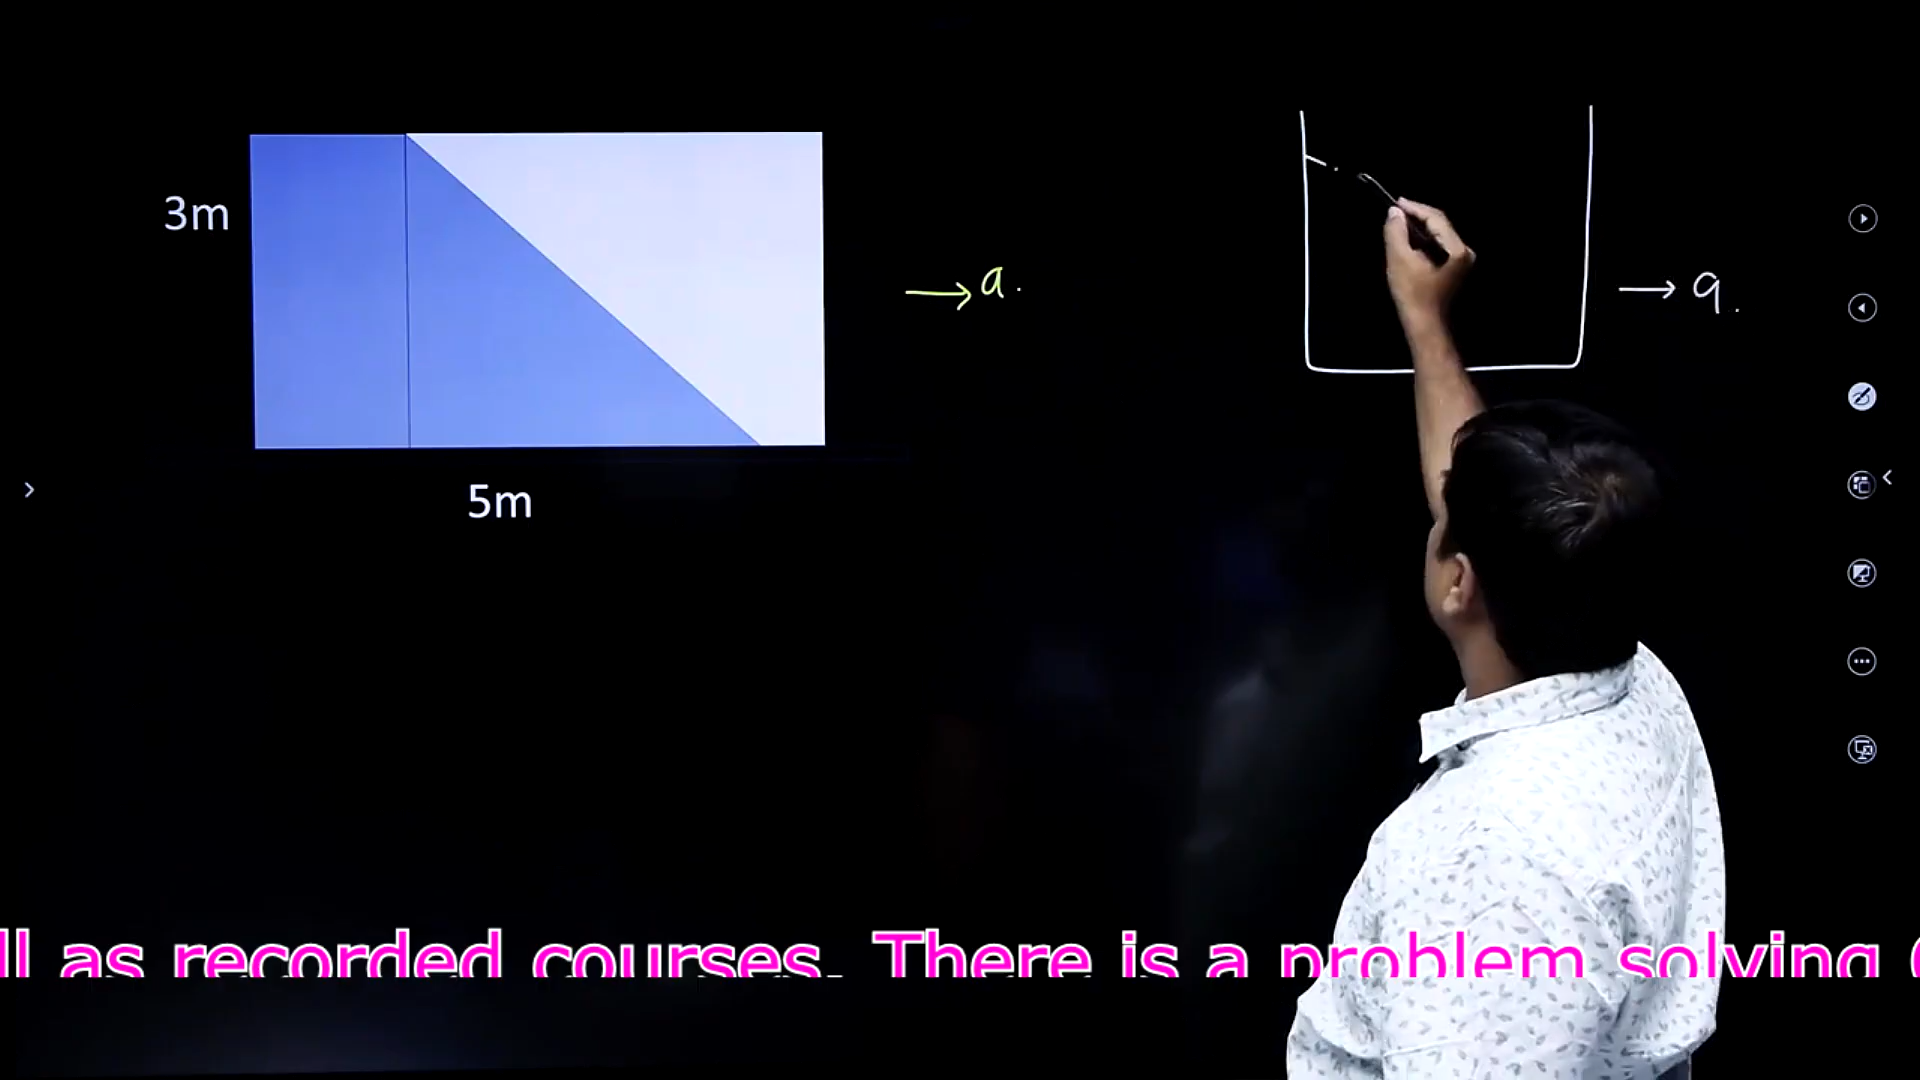 3m
→ a.
→ a.
5m
ll as recorded courses. There is a problem solving